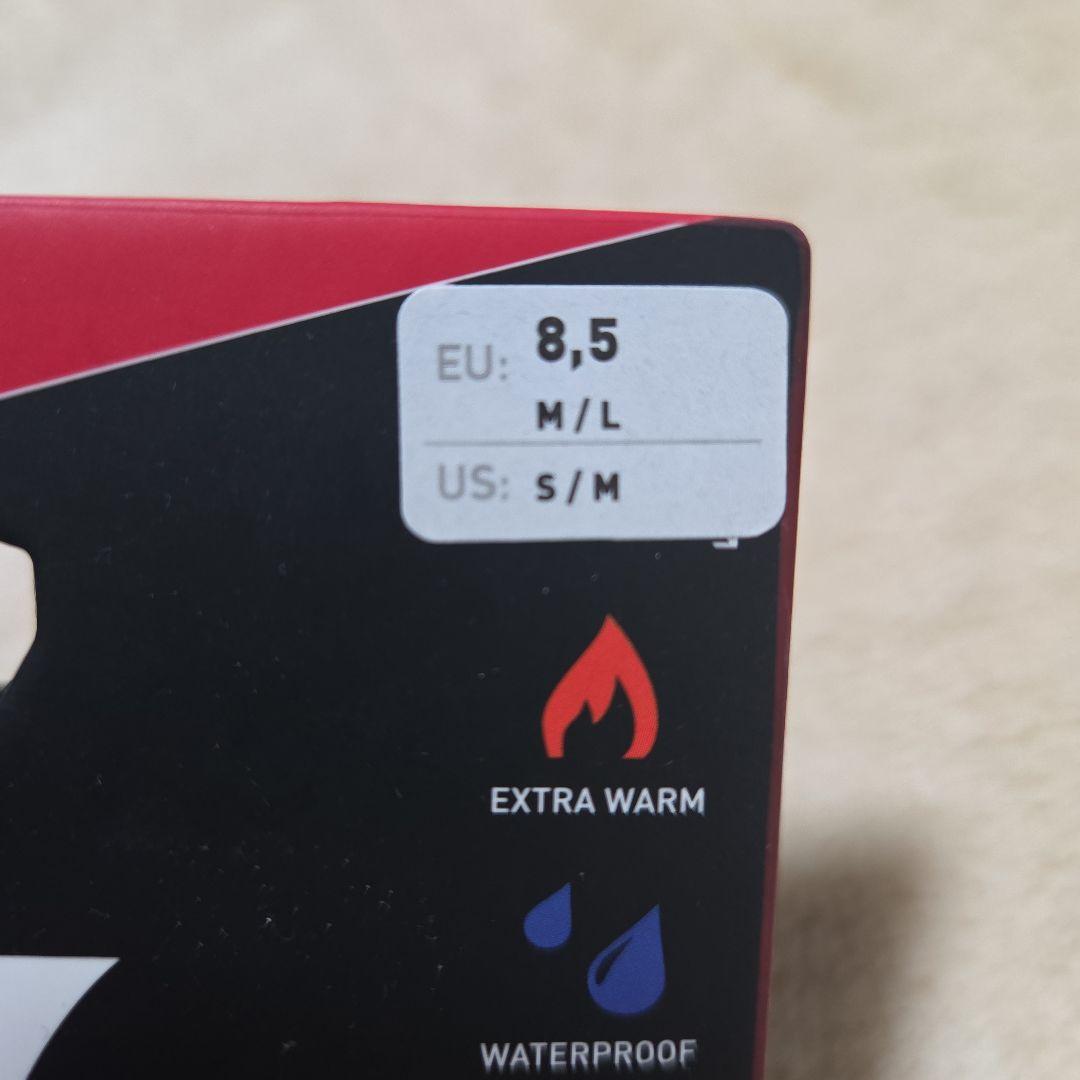 EU: 8,5
M / L
US: S / M
EXTRA WARM
WATERPROOF